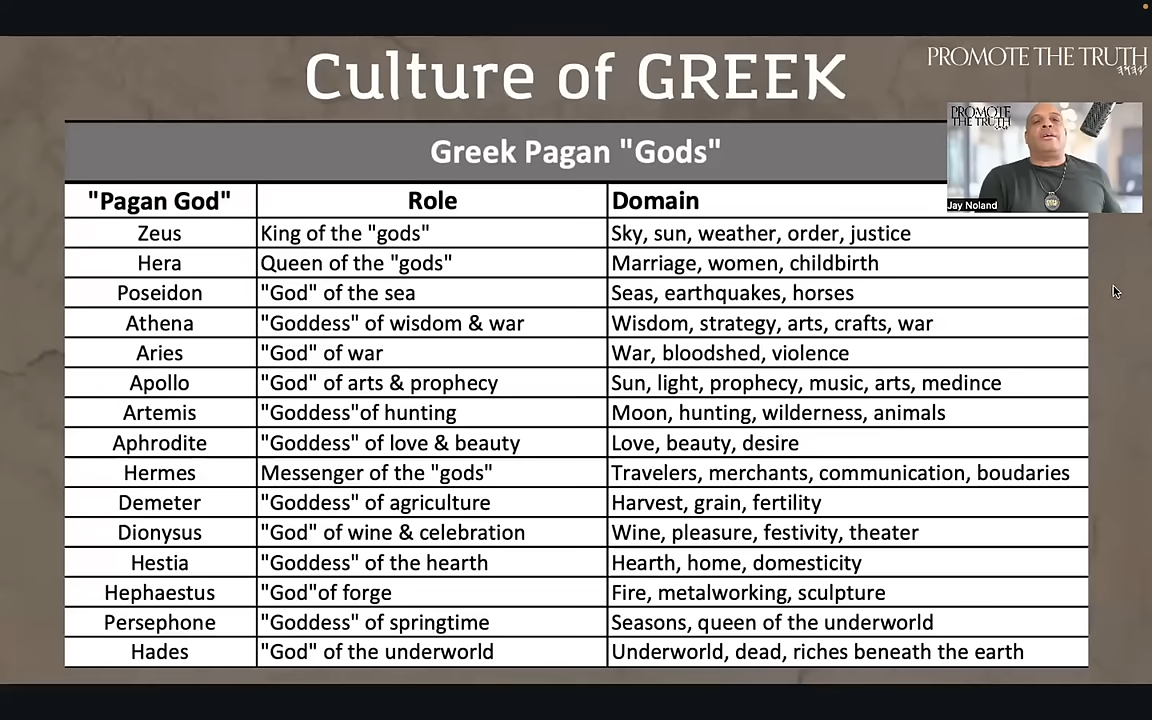 Culture of GREEK
PROMOTE THE TRUTH
PROMOTE
THE TRUTH
Jay Noland
Greek Pagan "Gods"
"Pagan God" Role Domain
Zeus King of the "gods" Sky, sun, weather, order, justice
Hera Queen of the "gods" Marriage, women, childbirth
Poseidon "God" of the sea Seas, earthquakes, horses
Athena "Goddess" of wisdom & war Wisdom, strategy, arts, crafts, war
Aries "God" of war War, bloodshed, violence
Apollo "God" of arts & prophecy Sun, light, prophecy, music, arts, medince
Artemis "Goddess"of hunting Moon, hunting, wilderness, animals
Aphrodite "Goddess" of love & beauty Love, beauty, desire
Hermes Messenger of the "gods" Travelers, merchants, communication, boudaries
Demeter "Goddess" of agriculture Harvest, grain, fertility
Dionysus "God" of wine & celebration Wine, pleasure, festivity, theater
Hestia "Goddess" of the hearth Hearth, home, domesticity
Hephaestus "God"of forge Fire, metalworking, sculpture
Persephone "Goddess" of springtime Seasons, queen of the underworld
Hades "God" of the underworld Underworld, dead, riches beneath the earth